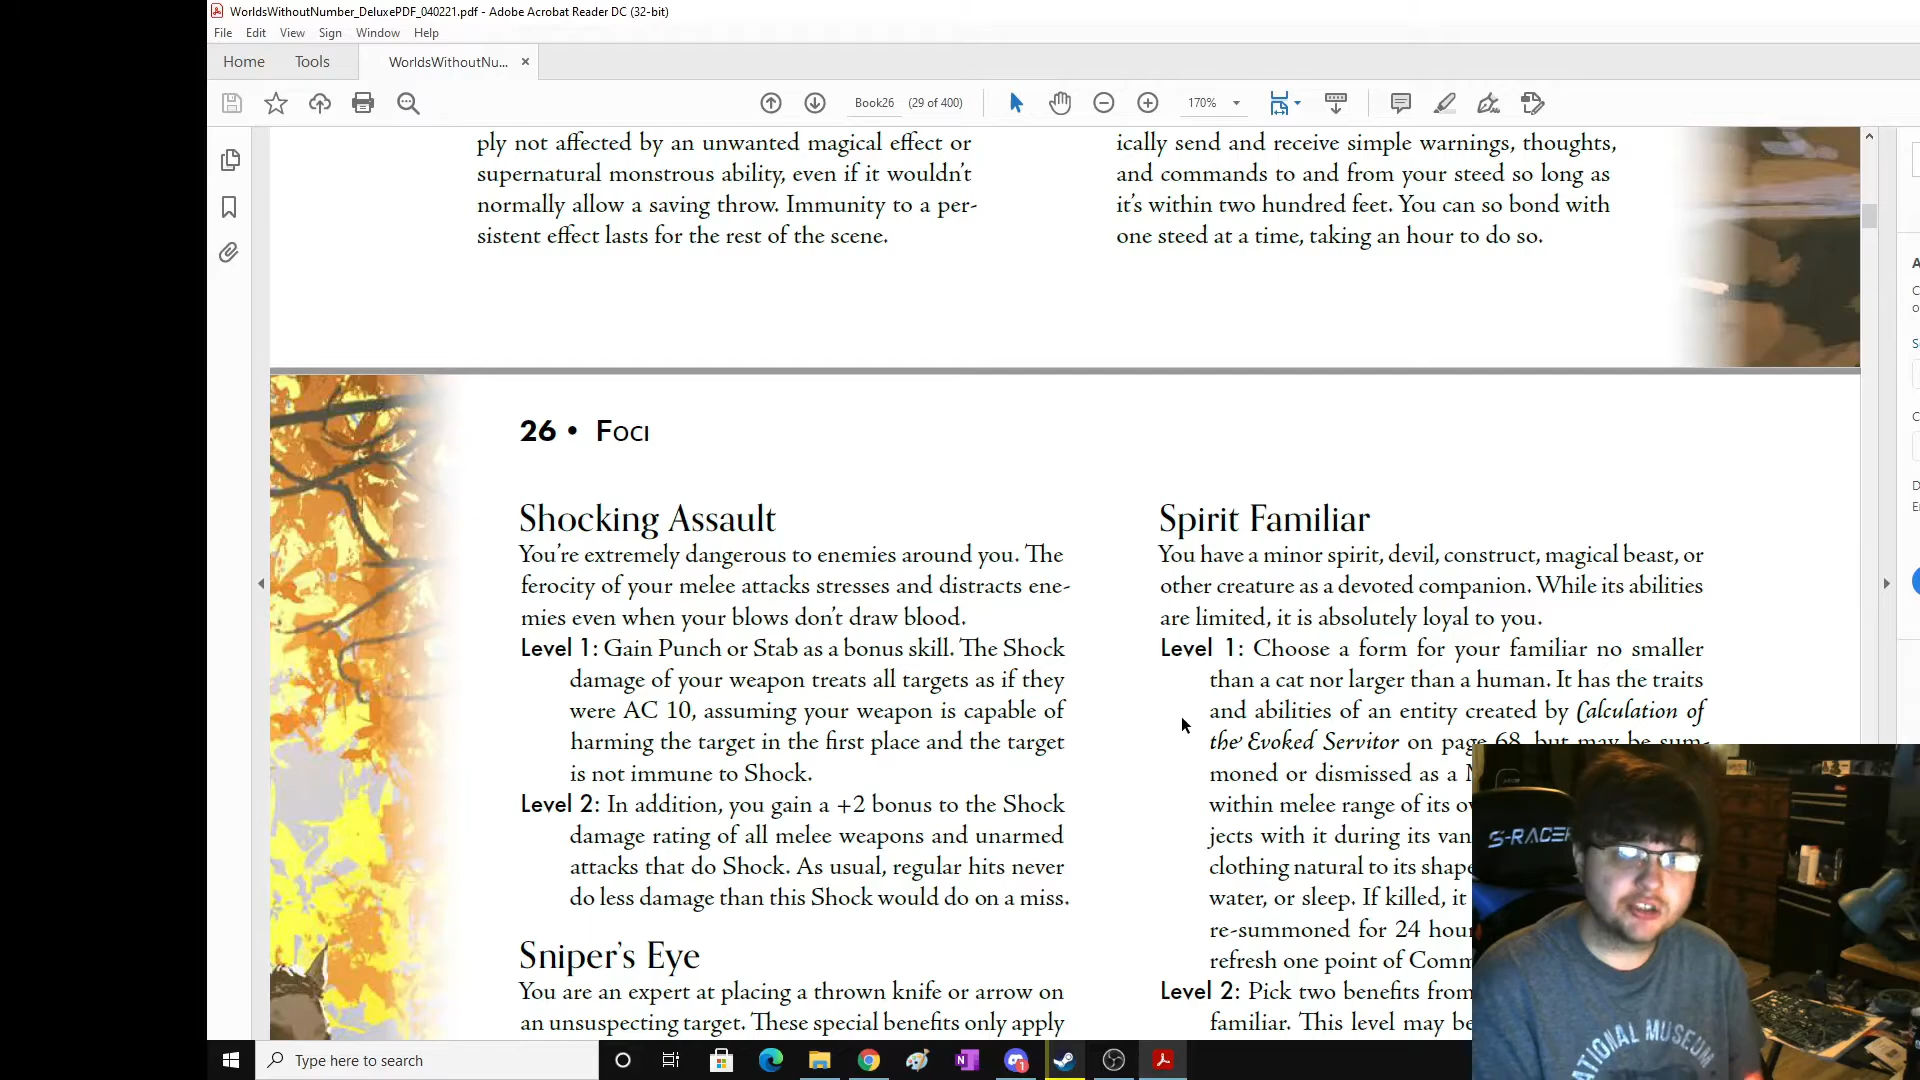 WorldsWithoutNumber_DeluxePDF_040221.pdf - Adobe Acrobat Reader DC (32-bit)
File Edit View Sign Window Help
Home Tools WorldsWithoutNu... ×
Book26 (29 of 400) 170%
ply not affected by an unwanted magical effect or
supernatural monstrous ability, even if it wouldn't
normally allow a saving throw. Immunity to a per-
sistent effect lasts for the rest of the scene.
ically send and receive simple warnings, thoughts,
and commands to and from your steed so long as
it's within two hundred feet. You can so bond with
one steed at a time, taking an hour to do so.
26 • Foci
Shocking Assault
You're extremely dangerous to enemies around you. The
ferocity of your melee attacks stresses and distracts ene-
mies even when your blows don't draw blood.
Level 1: Gain Punch or Stab as a bonus skill. The Shock
damage of your weapon treats all targets as if they
were AC 10, assuming your weapon is capable of
harming the target in the first place and the target
is not immune to Shock.
Level 2: In addition, you gain a +2 bonus to the Shock
damage rating of all melee weapons and unarmed
attacks that do Shock. As usual, regular hits never
do less damage than this Shock would do on a miss.
Sniper's Eye
You are an expert at placing a thrown knife or arrow on
an unsuspecting target. These special benefits only apply
Spirit Familiar
You have a minor spirit, devil, construct, magical beast, or
other creature as a devoted companion. While its abilities
are limited, it is absolutely loyal to you.
Level 1: Choose a form for your familiar no smaller
than a cat nor larger than a human. It has the traits
and abilities of an entity created by Calculation of
the Evoked Servitor on page 68, but may be sum-
moned or dismissed as a
within melee range of its
jects with it during its
clothing natural to its shape
water, or sleep. If killed, it
re-summoned for 24
refresh one point of
Level 2: Pick two benefits from
familiar. This level may
S-RACER
NATIONAL MUSEUM
Type here to search